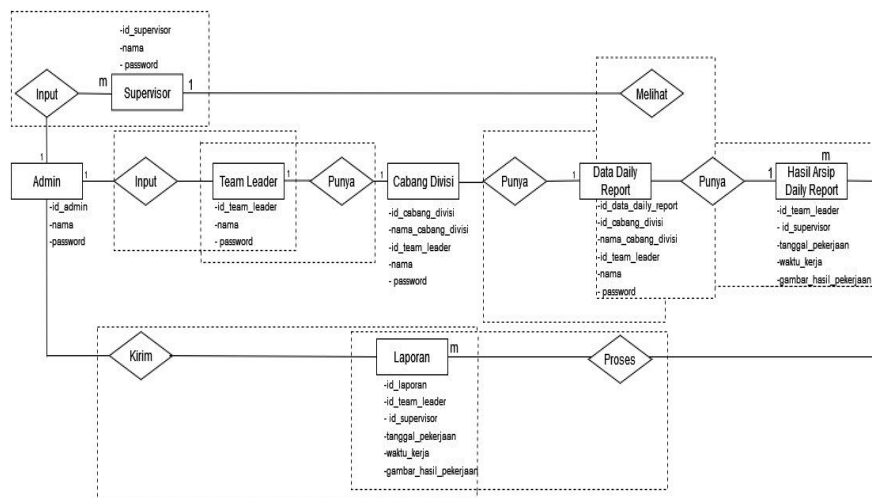 -id_supervisor
-nama
- password
Input
m
Supervisor
1
Melihat
1
Admin
1
-id_admin
-nama
-password
Input
1
Team Leader
1
-id_team_leader
-nama
- password
Punya
1
Cabang Divisi
-id_cabang_divisi
-nama_cabang_divisi
-id_team_leader
-nama
- password
Punya
1
Data Daily
Report
-id_data_daily_report
-id_cabang_divisi
-nama_cabang_divisi
-id_team_leader
-nama
- password
Punya
1
m
Hasil Arsip
Daily Report
-id_team_leader
- id_supervisor
-tanggal_pekerjaan
-waktu_kerja
-gambar_hasil_pekerjaan
Kirim
Laporan
m
-id_laporan
-id_team_leader
- id_supervisor
-tanggal_pekerjaan
-waktu_kerja
-gambar_hasil_pekerjaan
Proses